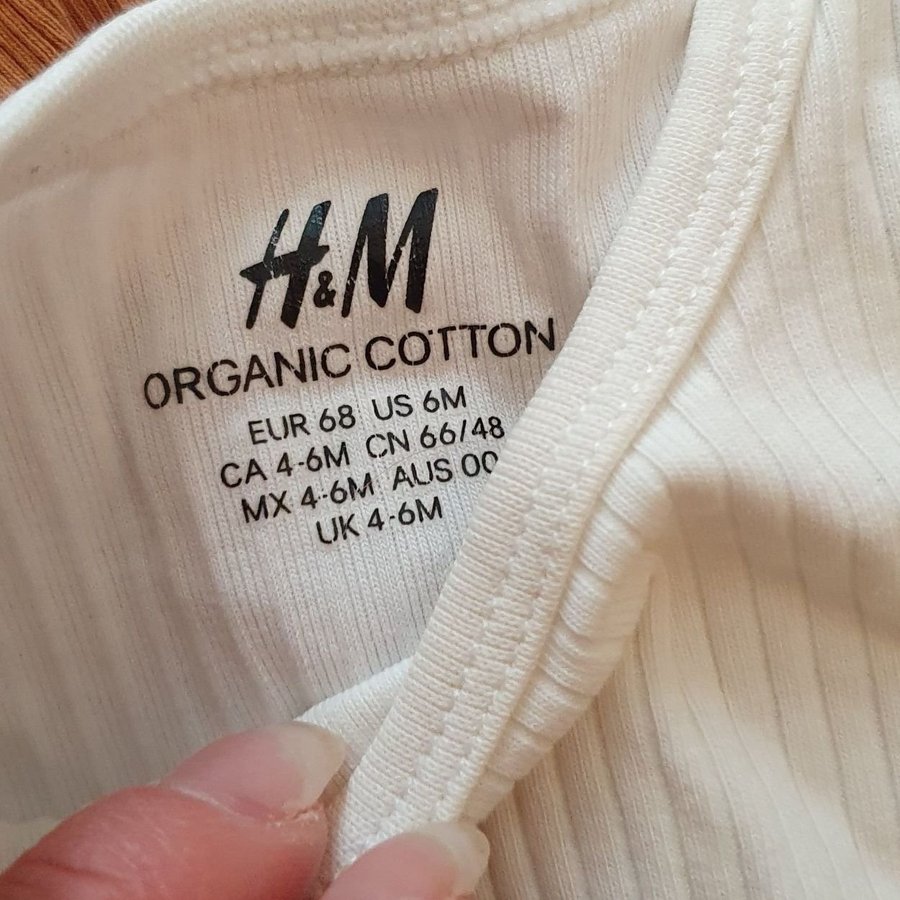 H&M
ORGANIC COTTON
EUR 68 US 6M
CA 4-6M CN 66/48
MX 4-6M AUS 00
UK 4-6M